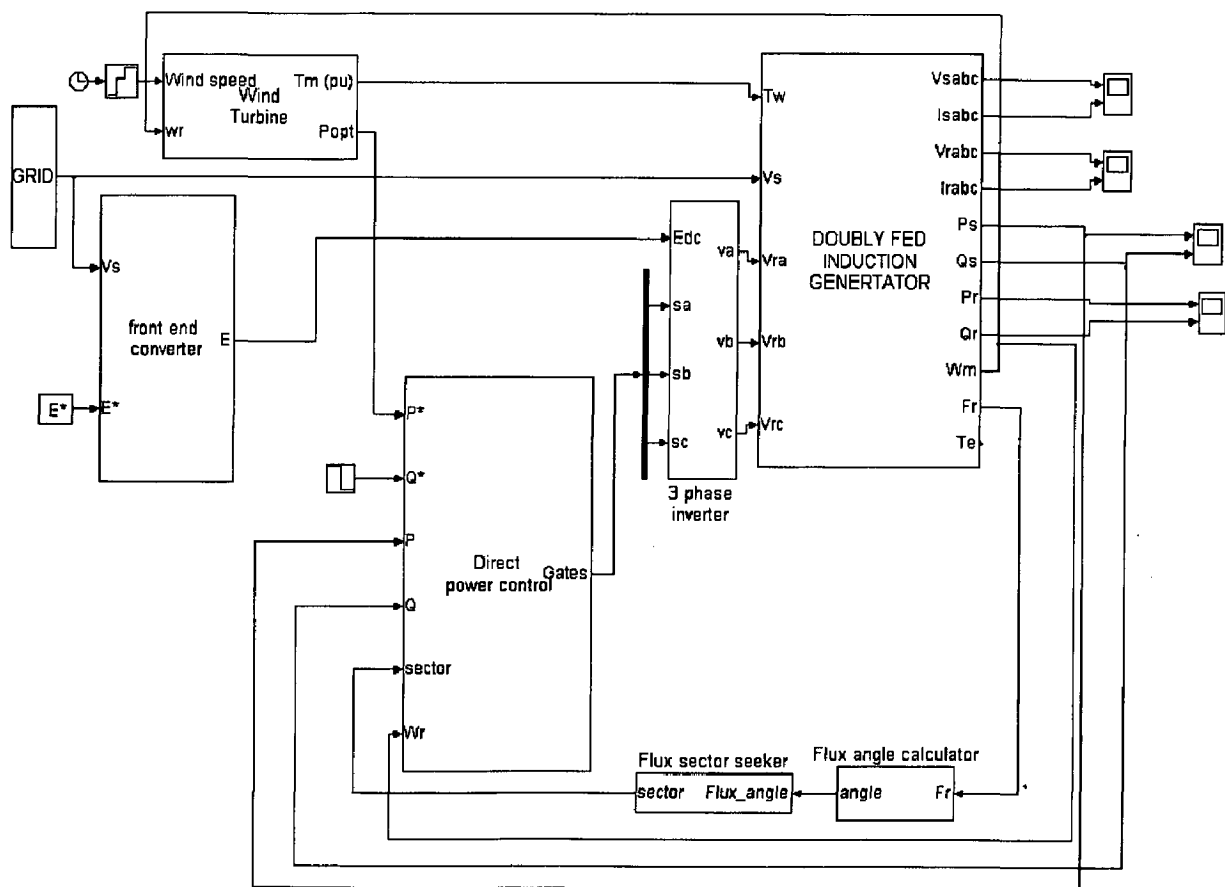 Wind speed
Tm (pu)
Wind
Turbine
wr
Popt
GRID
Vs
E
front end
converter
E*
E*
Edc
va
sa
vb
sb
vc
sc
3 phase
inverter
Tw
Vs
Vra
Vrb
Vrc
DOUBLY FED
INDUCTION
GENERTATOR
Vsabc
Isabc
Vrabc
Irabc
Ps
Qs
Pr
Qr
Wm
Fr
Te
P*
Q*
P
Q
sector
Wr
Direct
power control
Gates
Flux sector seeker
sector
Flux_angle
Flux angle calculator
angle
Fr